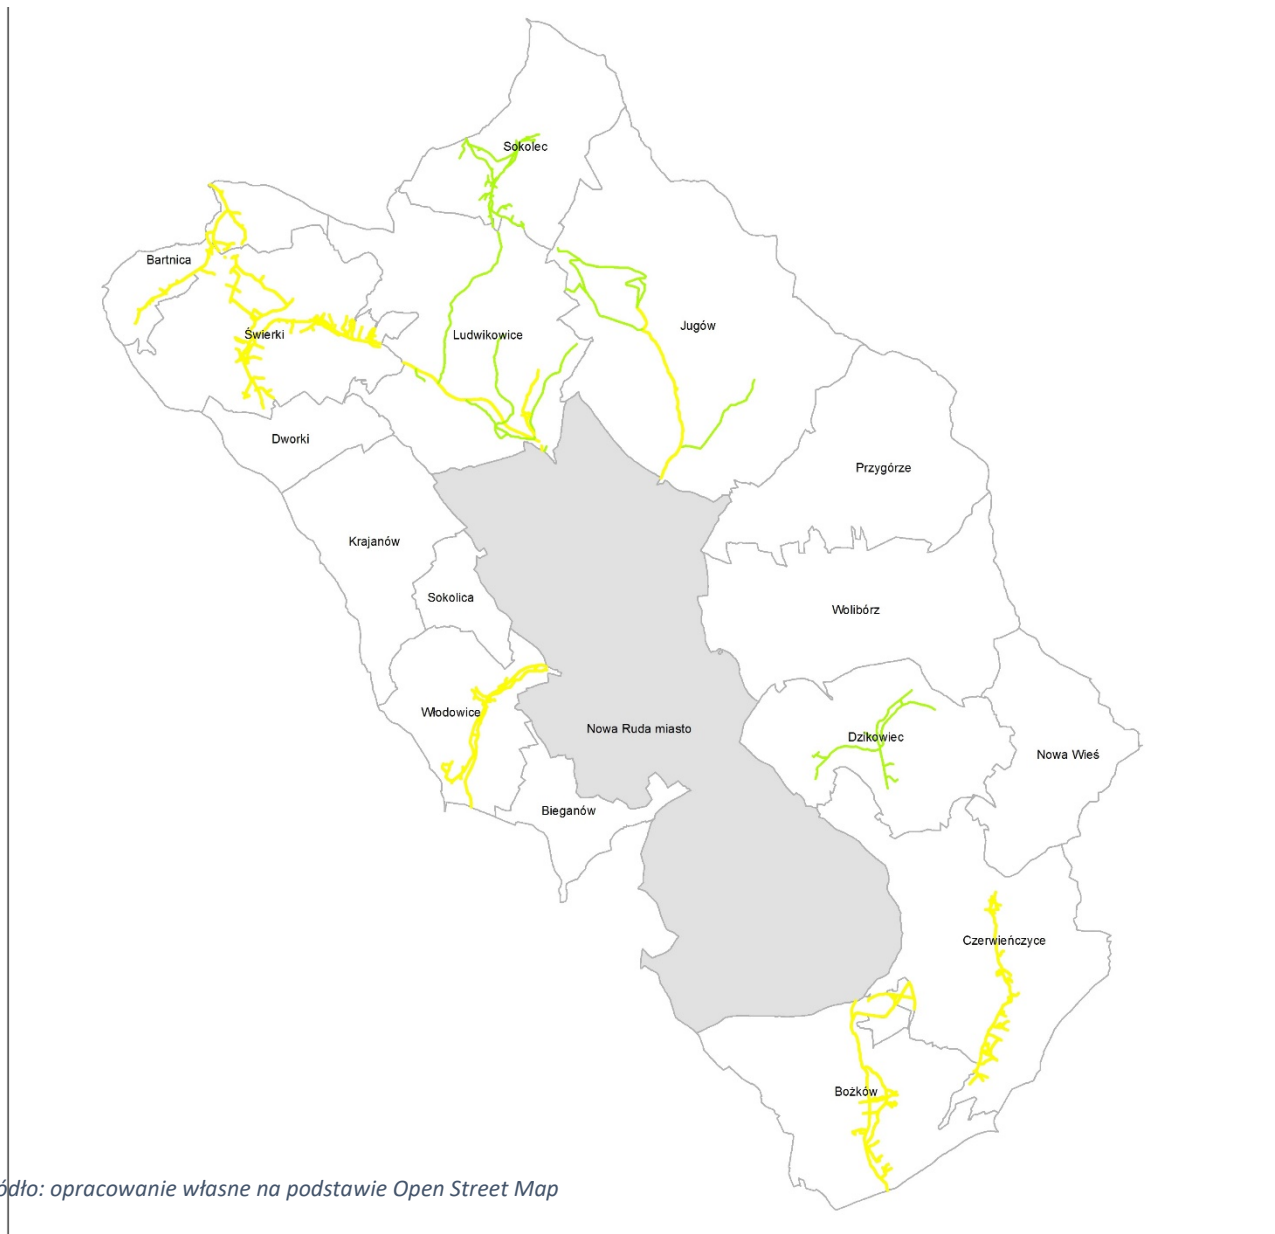 Sokolec
Bartnica
Jugów
Świerki
Ludwikowice
Dworki
Przygórze
Krajanów
Sokolica
Wolibórz
Włodowice
Nowa Ruda miasto
Dzikowiec
Nowa Wieś
Bieganów
Czerwieńczyce
Bożków
ódło: opracowanie własne na podstawie Open Street Map